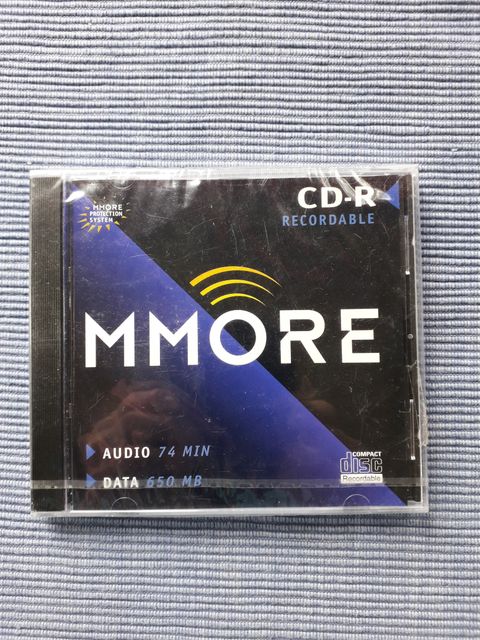 CD-R
RECORDABLE
MMORE
PROTECTION
SYSTEM
MMORE
AUDIO 74 MIN
DATA 650 MB
COMPACT
disc
Recordable